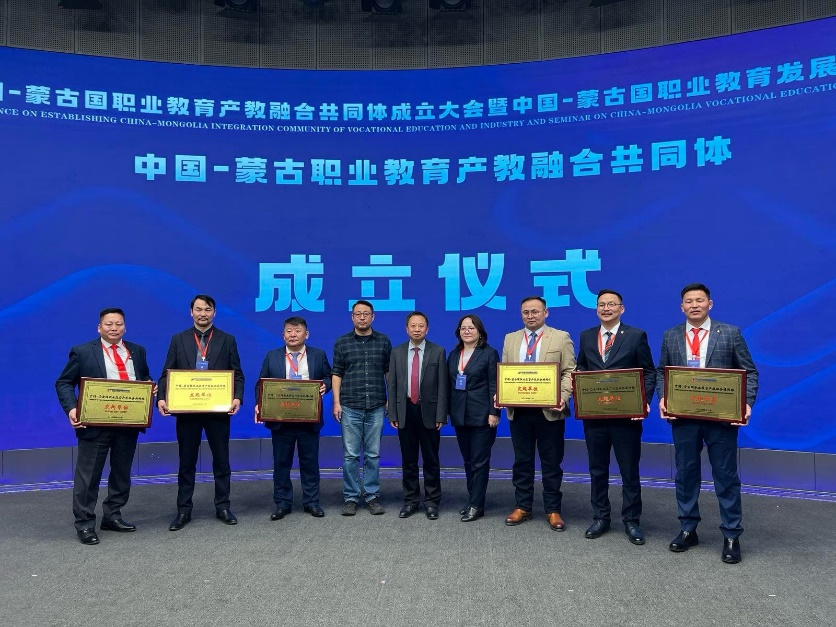 国-蒙古国职业教育产教融合共同体成立大会暨中国-蒙古国职业教育发展
NCE ON ESTABLISHING CHINA-MONGOLIA INTEGRATION COMMUNITY OF VOCATIONAL EDUCATION AND INDUSTRY AND SEMINAR ON CHINA-MONGOLIA VOCATIONAL EDUCATION
中国-蒙古职业教育产教融合共同体
成立仪式